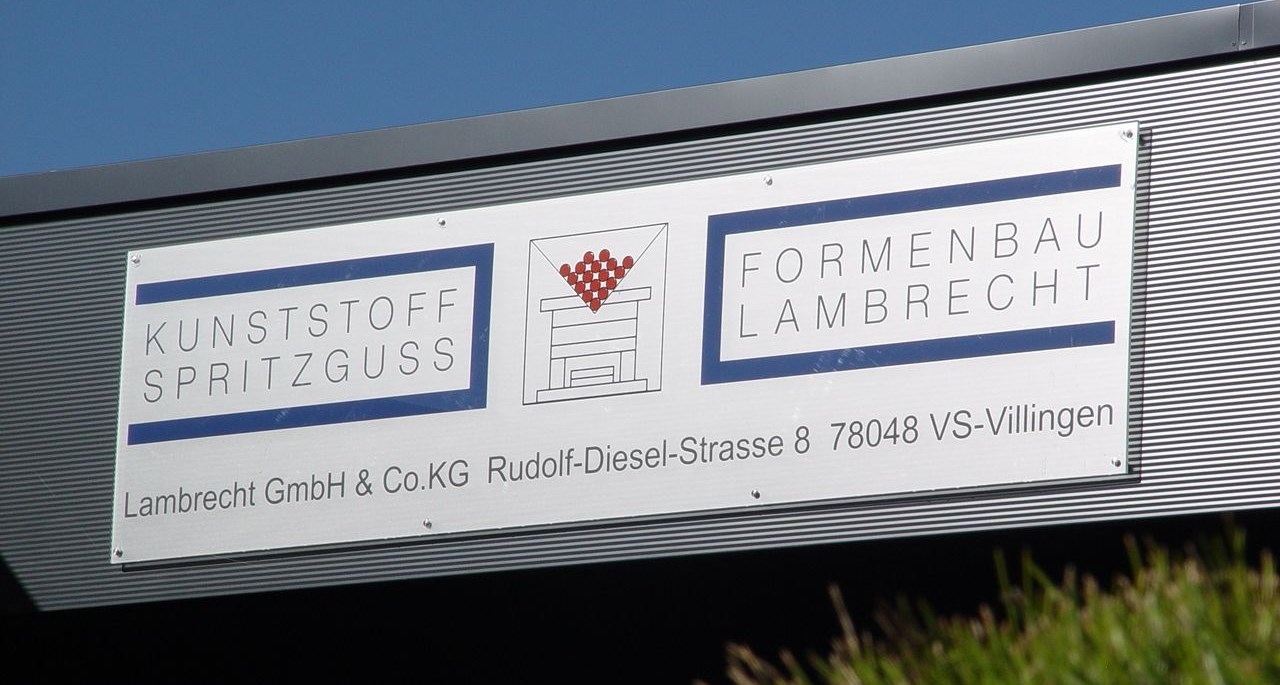 KUNSTSTOFF
SPRITZGUSS
FORMENBAU
LAMBRECHT
Lambrecht GmbH & Co.KG Rudolf-Diesel-Strasse 8 78048 VS-Villingen